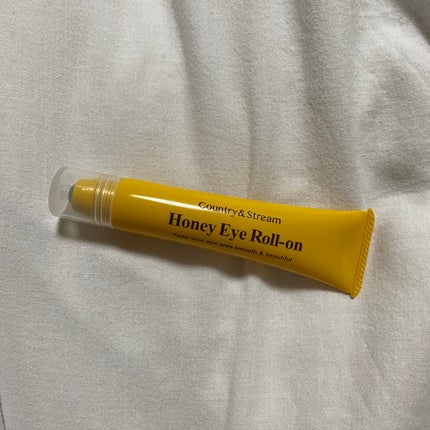 Country & Stream
Honey Eye Roll-on
Keep your eye area smooth & beautiful